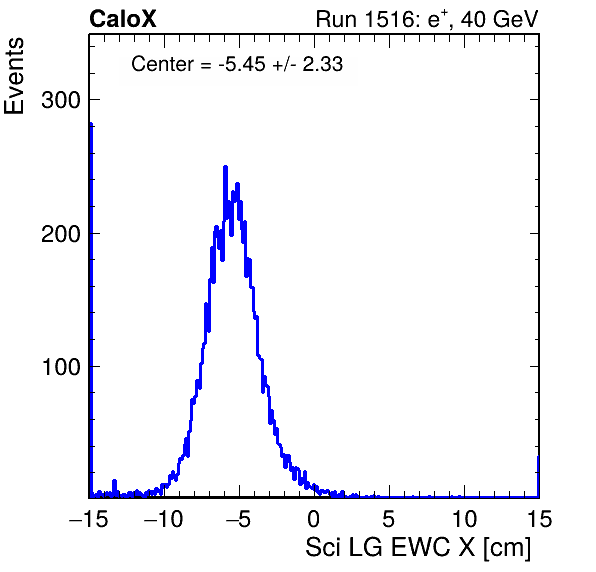 CaloX Run 1516: e⁺, 40 GeV
Center = -5.45 +/- 2.33
Events
300
200
100
−15 −10 −5 0 5 10 15
Sci LG EWC X [cm]